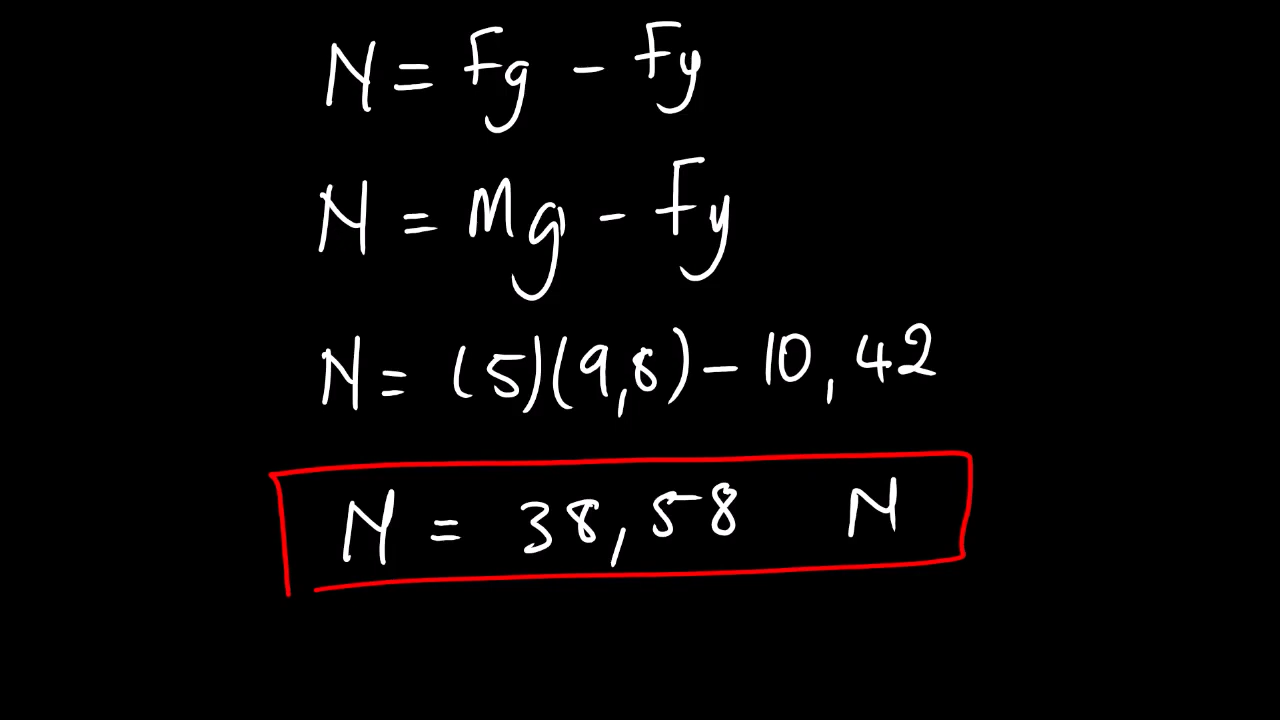 N = Fg - Fy
N = Mg - Fy
N = (5)(9,8) - 10,42
N = 38,58 N